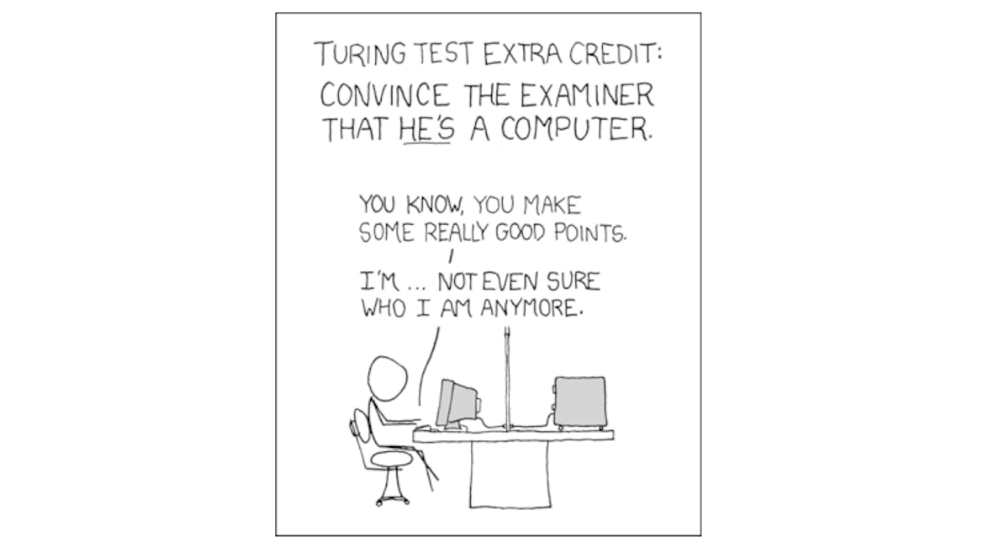 TURING TEST EXTRA CREDIT:
CONVINCE THE EXAMINER
THAT HE'S A COMPUTER.
YOU KNOW, YOU MAKE
SOME REALLY GOOD POINTS.
I'M ... NOT EVEN SURE
WHO I AM ANYMORE.